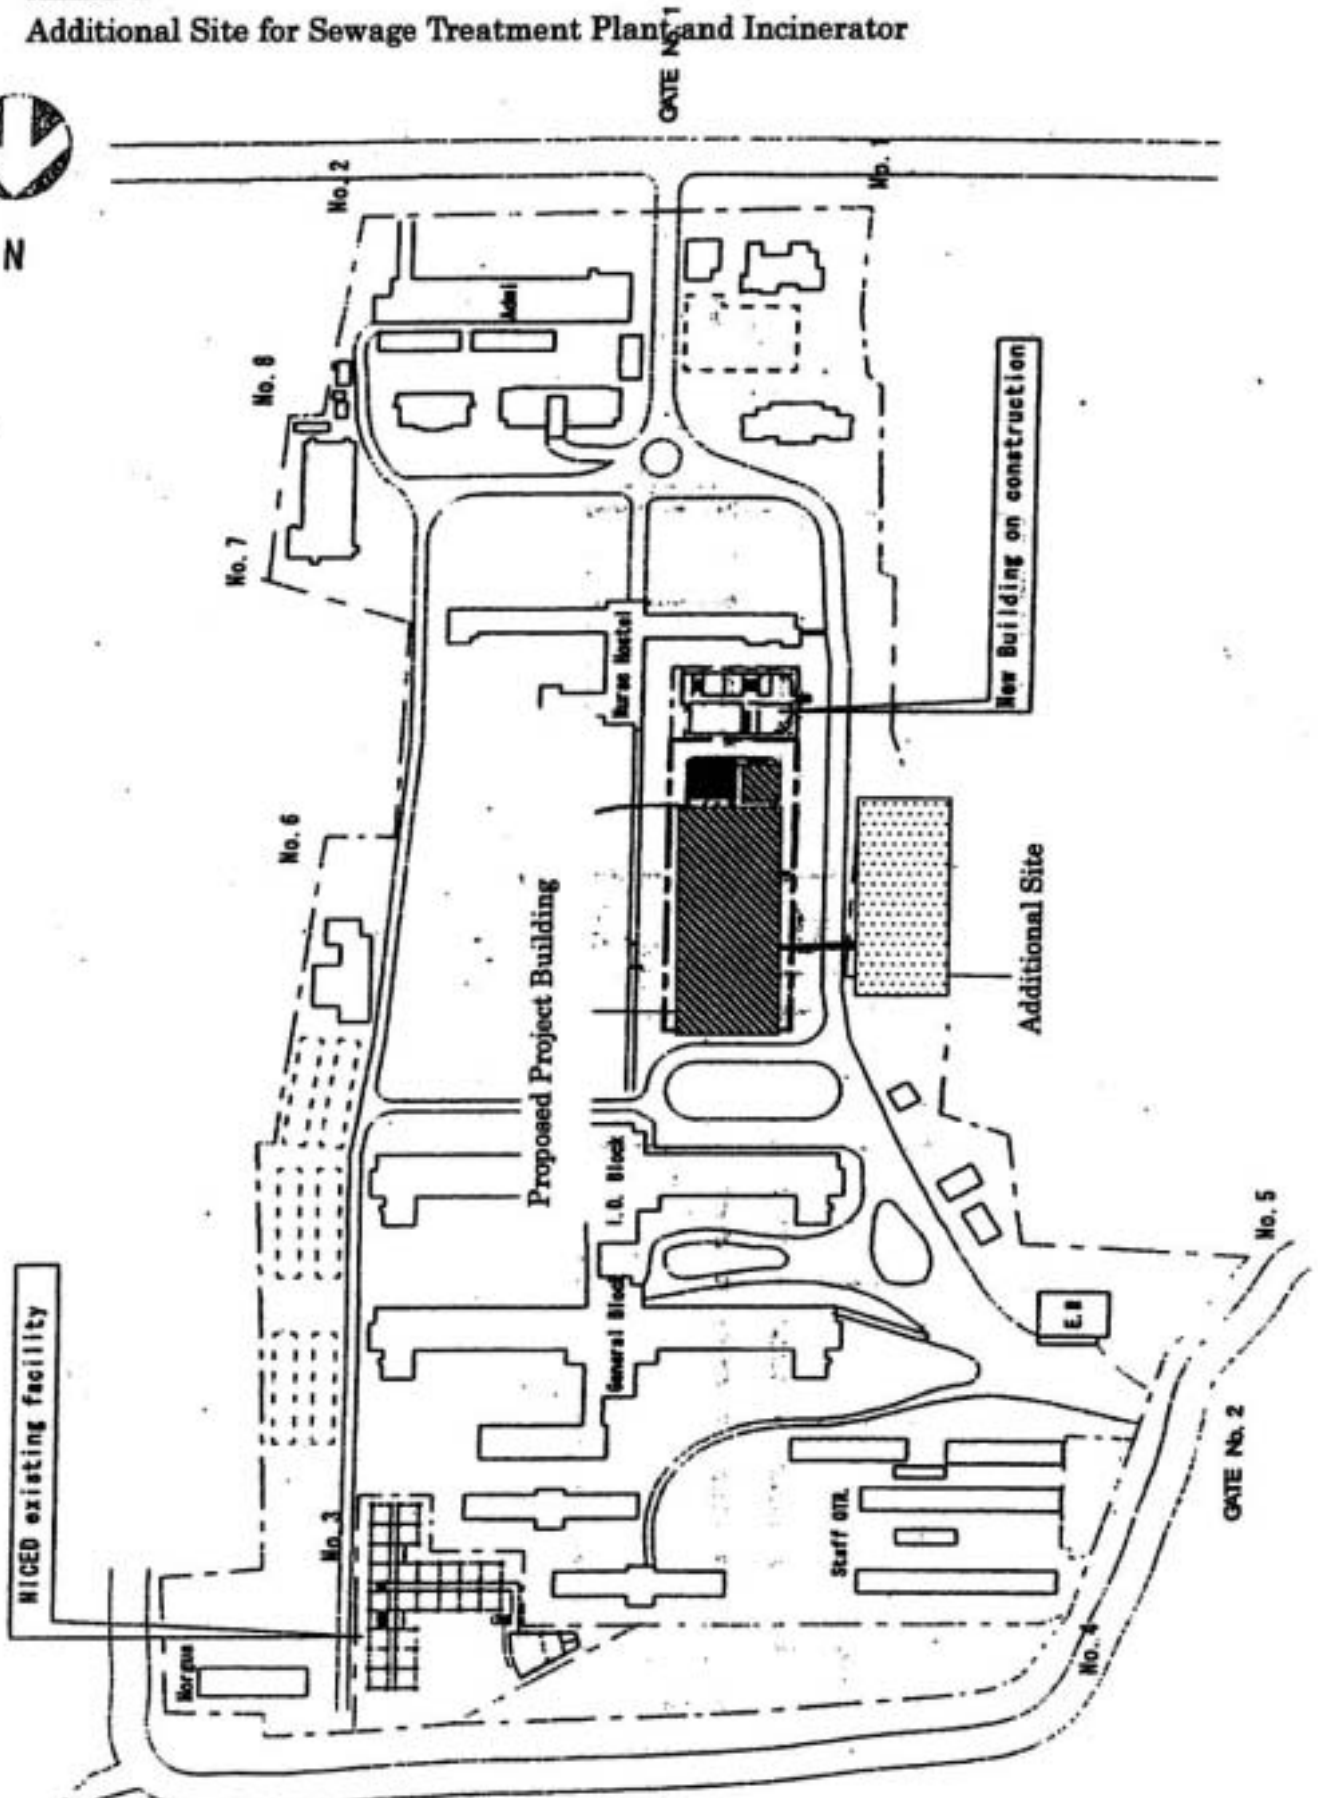 Additional Site for Sewage Treatment Plant and Incinerator
GATE No. 1
N
No. 2
No. 1
Admi
No. 8
New Building on construction
No. 7
Nurse Hostel
No. 6
Proposed Project Building
Additional Site
I.D. Block
No. 5
General Block
E.B
NICED existing facility
GATE No. 2
No. 3
Staff QTR.
No. 4
Morgue